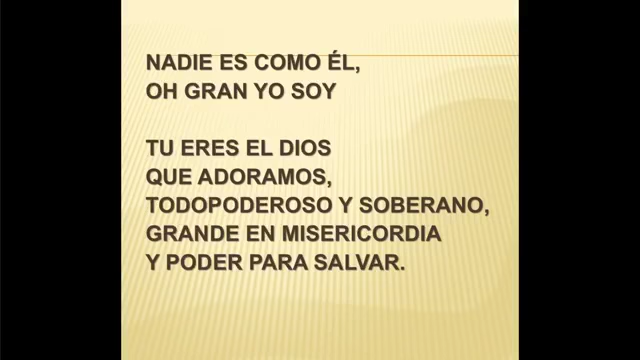 NADIE ES COMO ÉL,
OH GRAN YO SOY
TU ERES EL DIOS
QUE ADORAMOS,
TODOPODEROSO Y SOBERANO,
GRANDE EN MISERICORDIA
Y PODER PARA SALVAR.